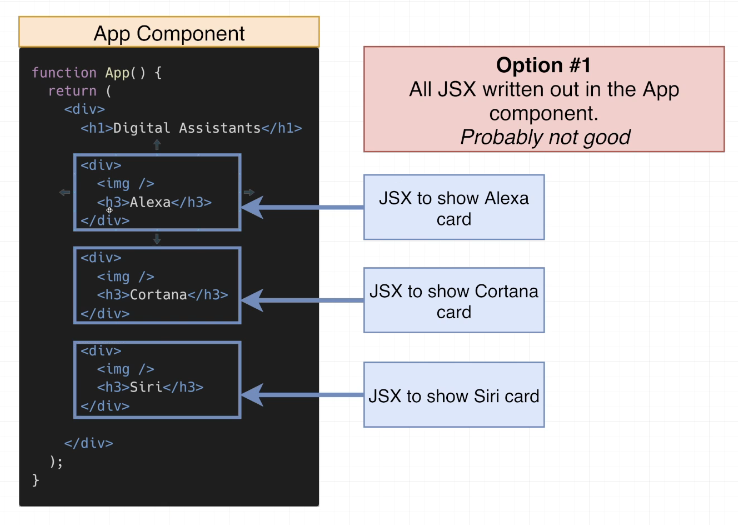 App Component
function App() {
return (
<div>
<h1>Digital Assistants</h1>
<div>
<img />
<h3>Alexa</h3>
</div>
<div>
<img />
<h3>Cortana</h3>
</div>
<div>
<img />
<h3>Siri</h3>
</div>
</div>
);
}
Option #1
All JSX written out in the App
component.
Probably not good
JSX to show Alexa
card
JSX to show Cortana
card
JSX to show Siri card